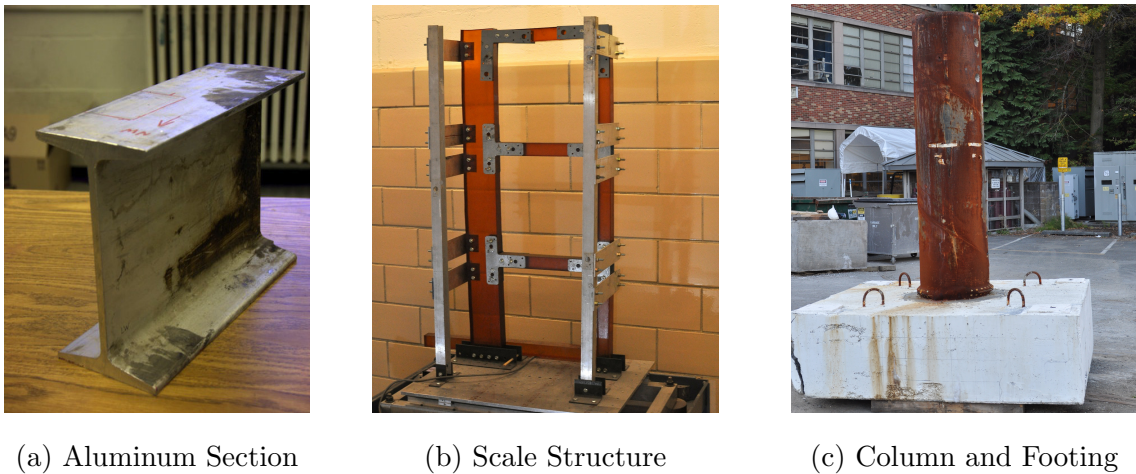 (a) Aluminum Section
(b) Scale Structure
(c) Column and Footing